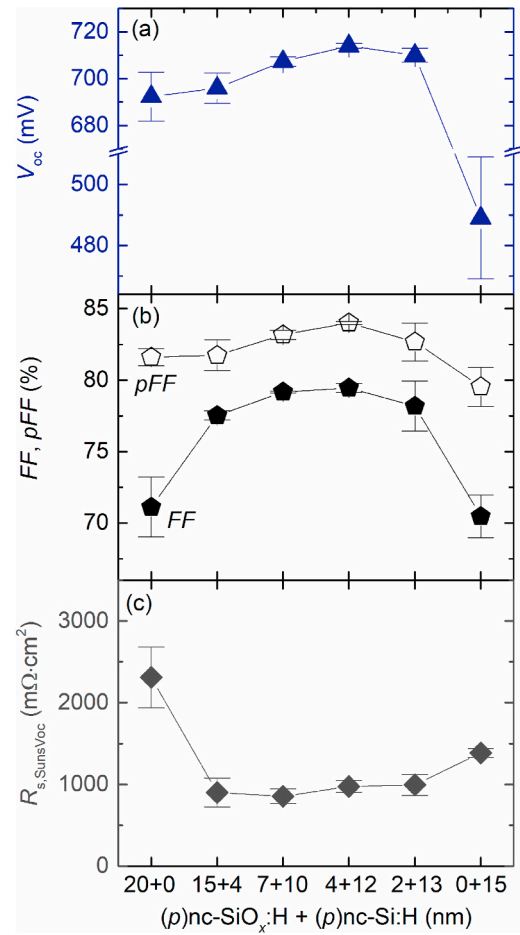 (a)
720
700
680
500
480
V_oc (mV)
(b)
85
80
75
70
pFF
FF
FF, pFF (%)
(c)
3000
2000
1000
0
R_s,SunsVoc (mΩ·cm²)
20+0 15+4 7+10 4+12 2+13 0+15
(p)nc-SiOₓ:H + (p)nc-Si:H (nm)